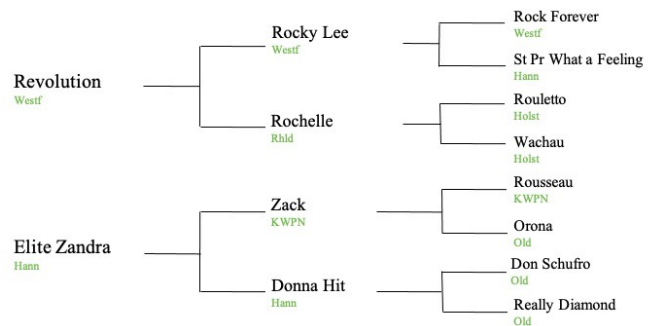 Revolution
Westf
Rocky Lee
Westf
Rock Forever
Westf
St Pr What a Feeling
Hann
Rochelle
Rhld
Rouletto
Holst
Wachau
Holst
Elite Zandra
Hann
Zack
KWPN
Rousseau
KWPN
Orona
Old
Donna Hit
Hann
Don Schufro
Old
Really Diamond
Old